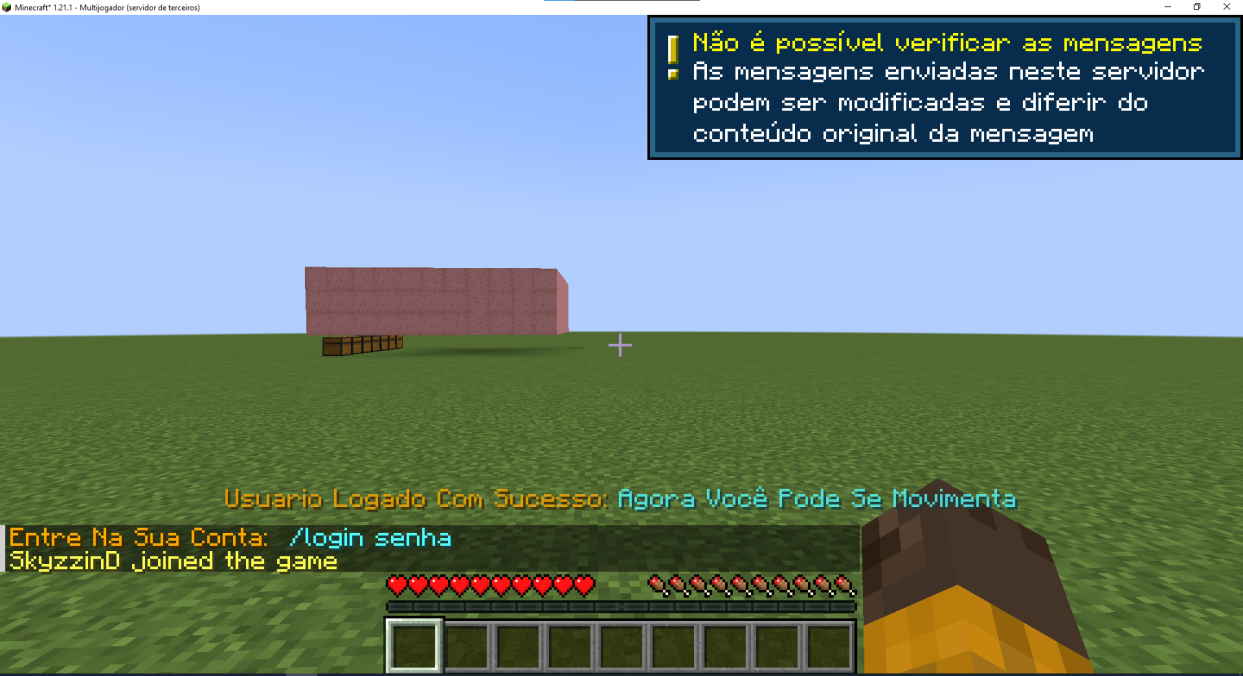 Minecraft* 1.21.1 - Multijogador (servidor de terceiros)
Não é possível verificar as mensagens
As mensagens enviadas neste servidor
podem ser modificadas e diferir do
conteúdo original da mensagem
Usuario Logado Com Sucesso: Agora Você Pode Se Movimenta
Entre Na Sua Conta: /login senha
SkyzzinD joined the game